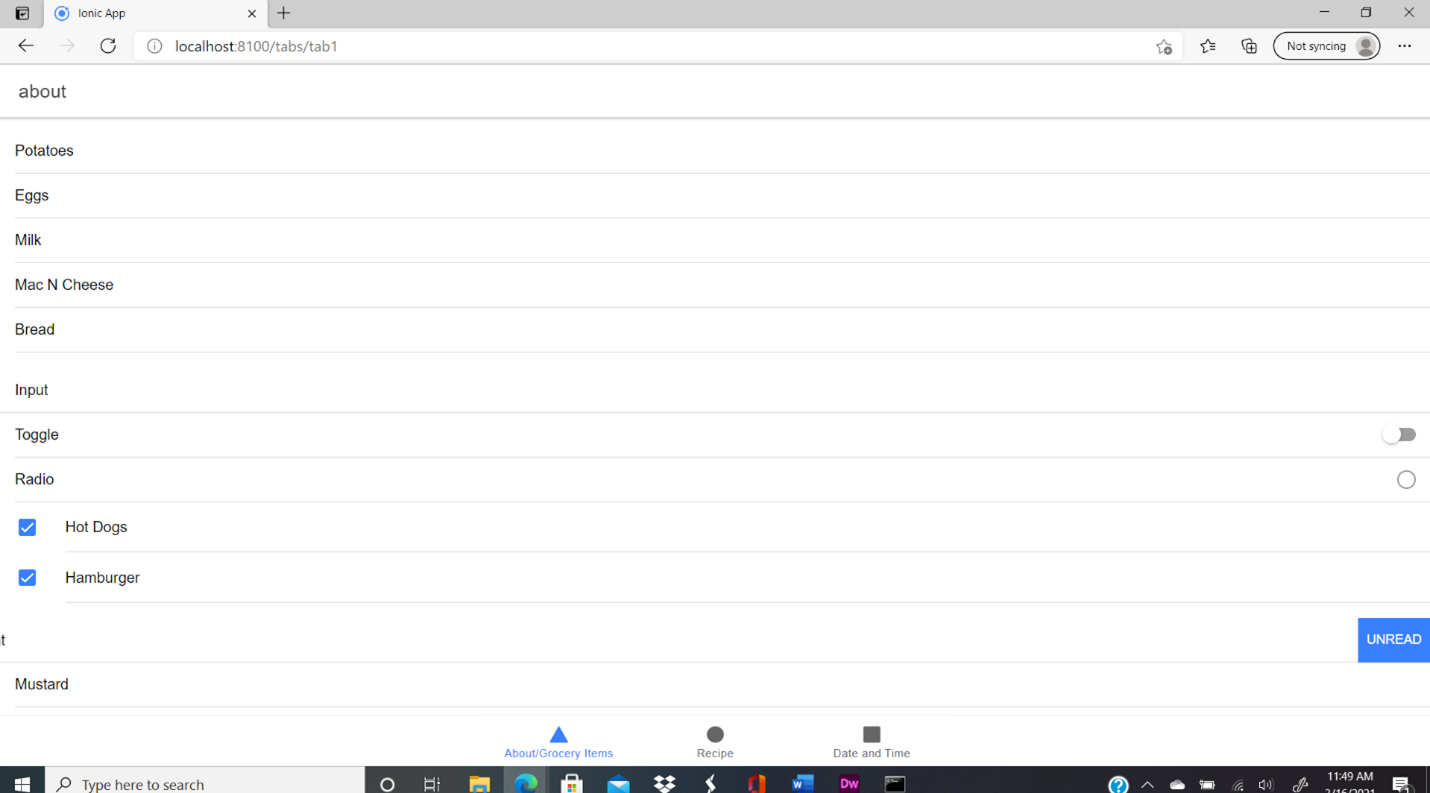 Ionic App
localhost:8100/tabs/tab1
Not syncing
about
Potatoes
Eggs
Milk
Mac N Cheese
Bread
Input
Toggle
Radio
Hot Dogs
Hamburger
UNREAD
Mustard
About/Grocery Items
Recipe
Date and Time
Type here to search
W
Dw
11:49 AM